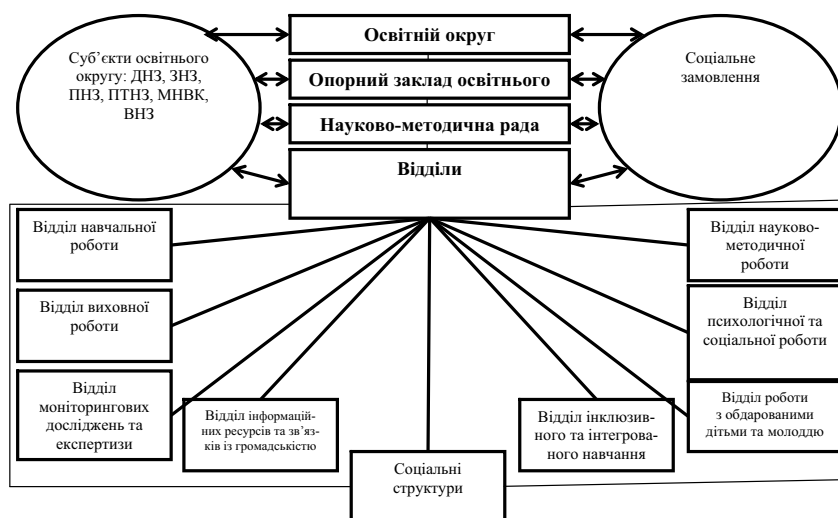 Освітній округ
Суб’єкти освітнього
округу: ДНЗ, ЗНЗ,
ПНЗ, ПТНЗ, МНВК,
ВНЗ
Соціальне
замовлення
Опорний заклад освітнього
Науково-методична рада
Відділи
Відділ навчальної
роботи
Відділ науково-
методичної
роботи
Відділ виховної
роботи
Відділ
психологічної та
соціальної роботи
Відділ
моніторингових
досліджень та
експертизи
Відділ інформацій-
них ресурсів та зв’яз-
ків із громадськістю
Відділ інклюзив-
ного та інтегрова-
ного навчання
Відділ роботи
з обдарованими
дітьми та молоддю
Соціальні
структури